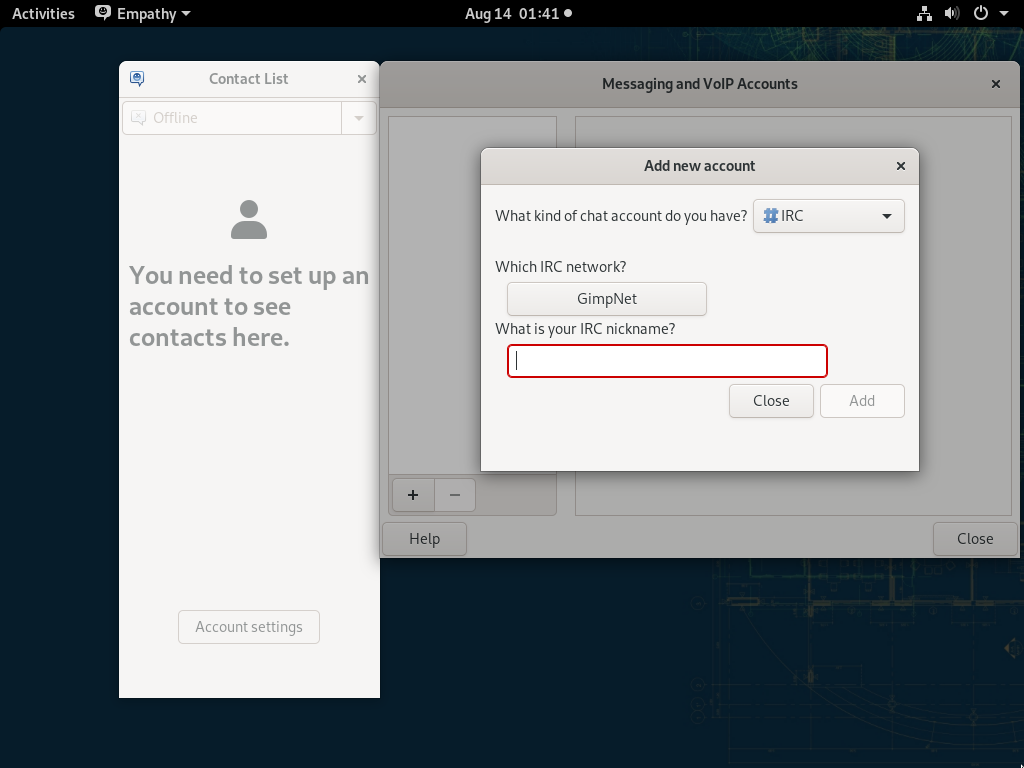 Activities
Empathy
Aug 14 01:41
Contact List
Offline
You need to set up an
account to see
contacts here.
Account settings
Messaging and VoIP Accounts
Add new account
What kind of chat account do you have?
IRC
Which IRC network?
GimpNet
What is your IRC nickname?
Close
Add
Help
Close